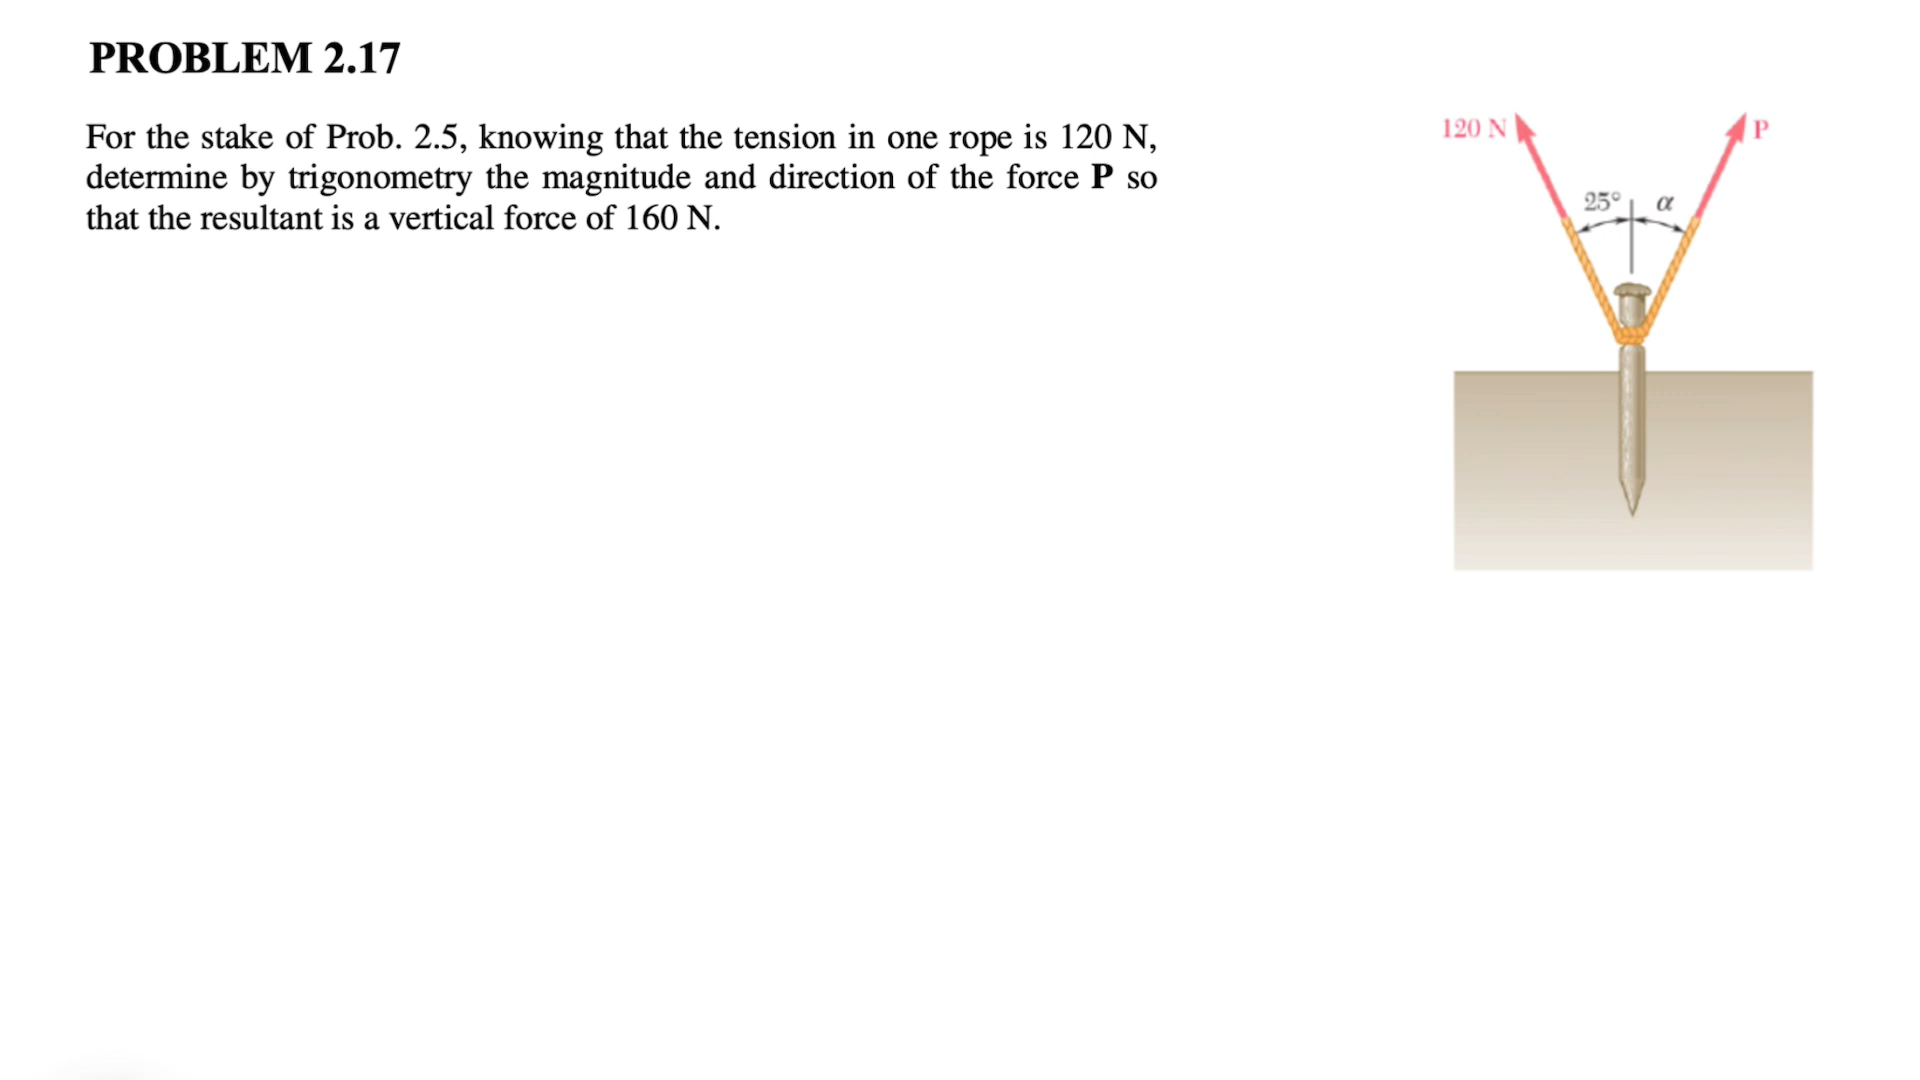 PROBLEM 2.17
For the stake of Prob. 2.5, knowing that the tension in one rope is 120 N,
determine by trigonometry the magnitude and direction of the force P so
that the resultant is a vertical force of 160 N.
120 N
P
25°
α